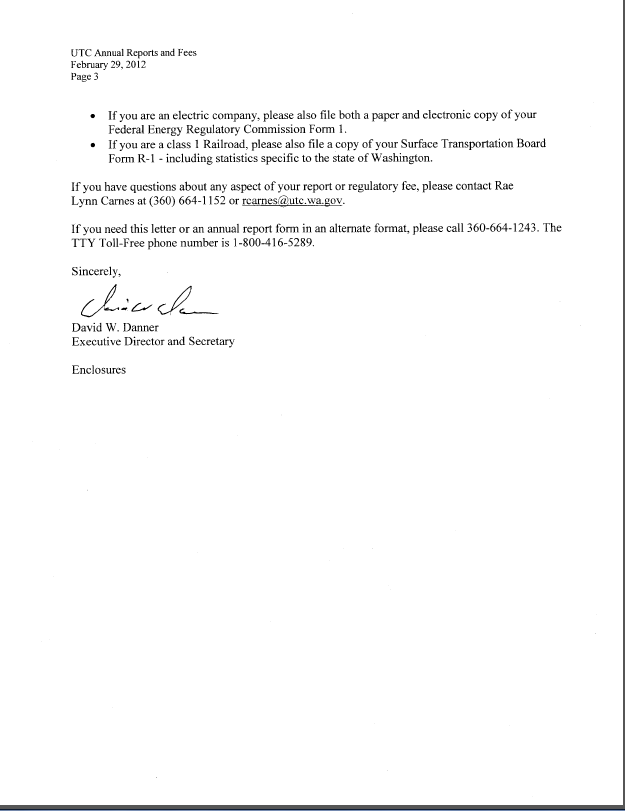 UTC Annual Reports and Fees
February 29, 2012
Page 3
• If you are an electric company, please also file both a paper and electronic copy of your
Federal Energy Regulatory Commission Form 1.
• If you are a class 1 Railroad, please also file a copy of your Surface Transportation Board
Form R-1 - including statistics specific to the state of Washington.
If you have questions about any aspect of your report or regulatory fee, please contact Rae
Lynn Carnes at (360) 664-1152 or rcarnes@utc.wa.gov.
If you need this letter or an annual report form in an alternate format, please call 360-664-1243. The
TTY Toll-Free phone number is 1-800-416-5289.
Sincerely,
David W. Danner
Executive Director and Secretary
Enclosures